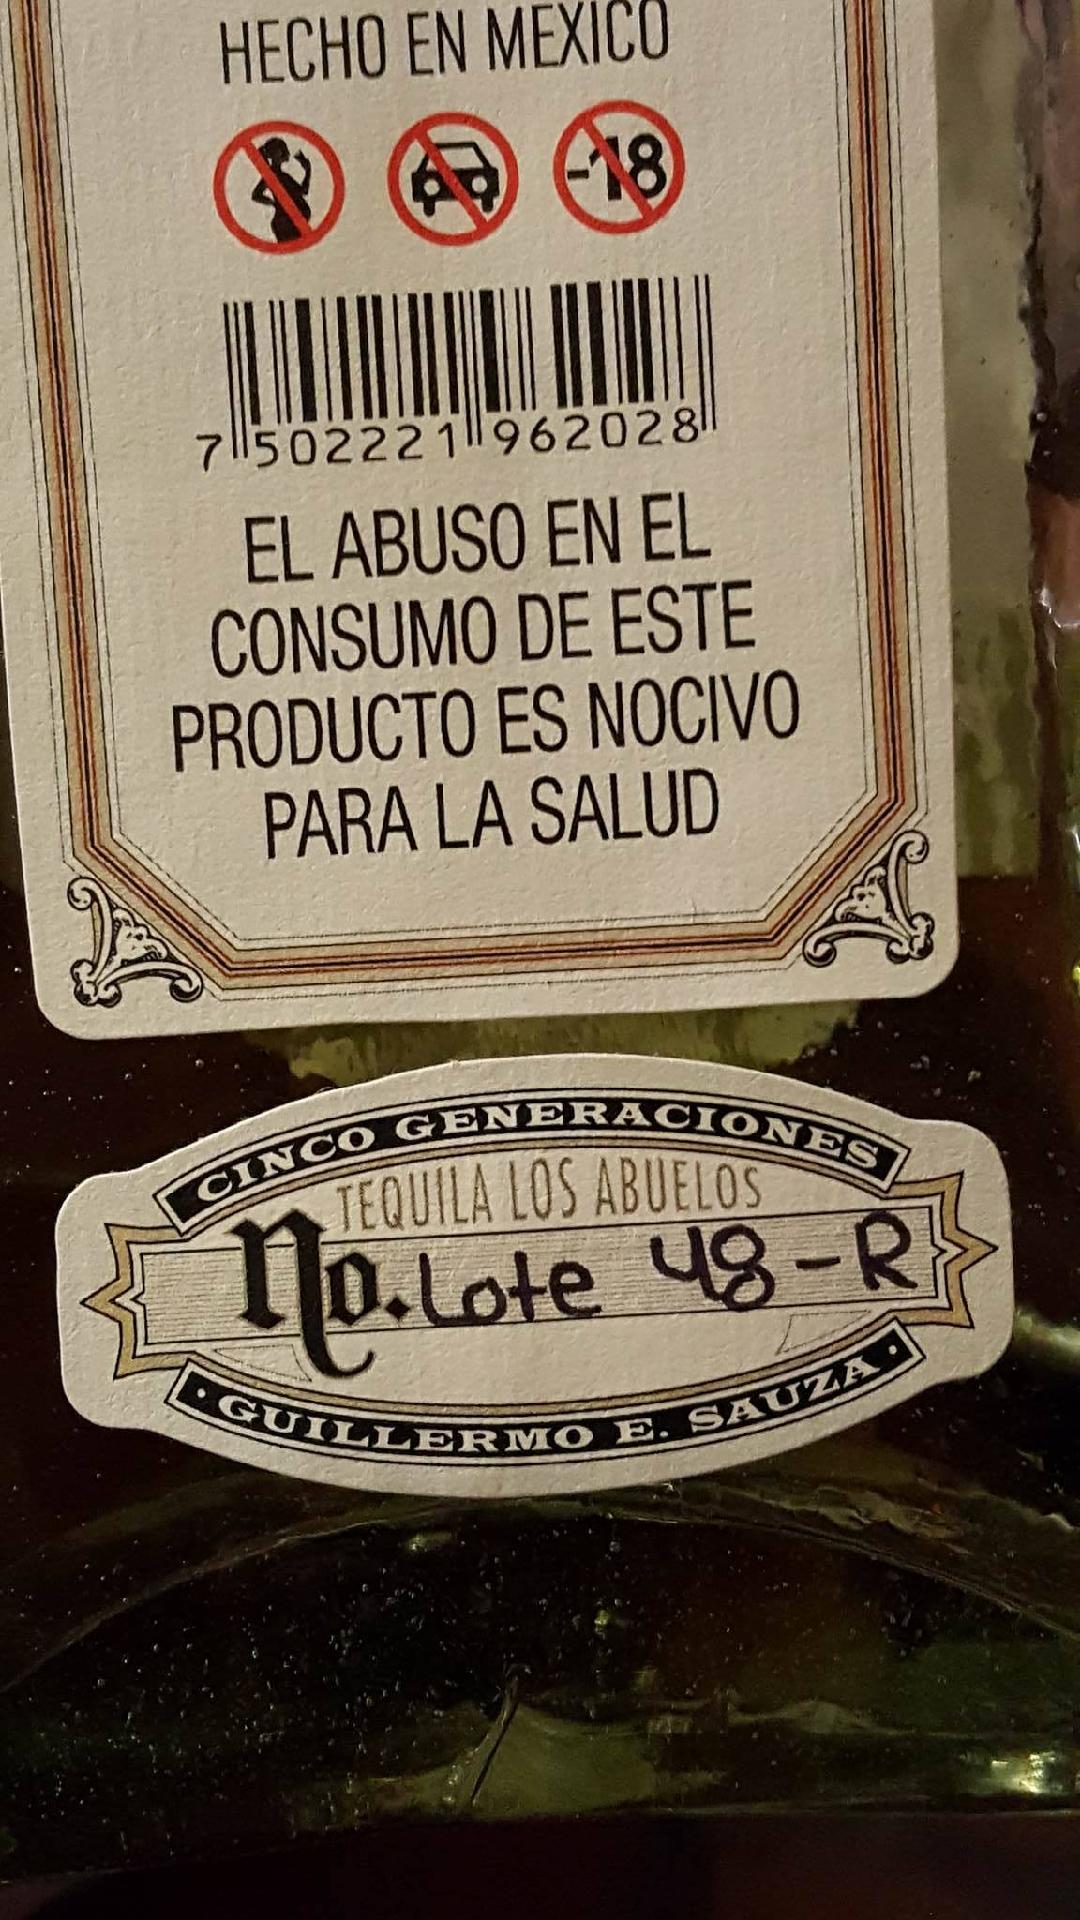 HECHO EN MEXICO
-18
7 502221 962028
EL ABUSO EN EL
CONSUMO DE ESTE
PRODUCTO ES NOCIVO
PARA LA SALUD
CINCO GENERACIONES
TEQUILA LOS ABUELOS
No. Lote 48-R
· GUILLERMO E. SAUZA ·